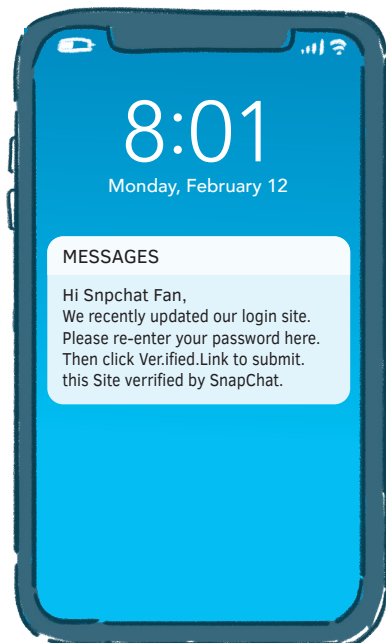 8:01
Monday, February 12
MESSAGES
Hi Snpchat Fan,
We recently updated our login site.
Please re-enter your password here.
Then click Ver.ified.Link to submit.
this Site verrified by SnapChat.